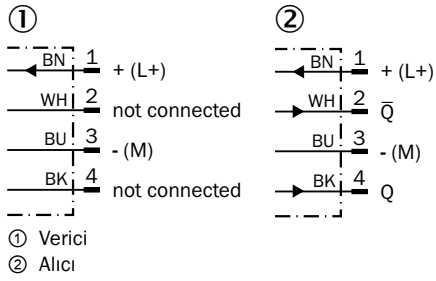 ① ②
BN 1 + (L+) BN 1 + (L+)
WH 2 not connected WH 2 Q̅
BU 3 - (M) BU 3 - (M)
BK 4 not connected BK 4 Q
① Verici
② Alıcı